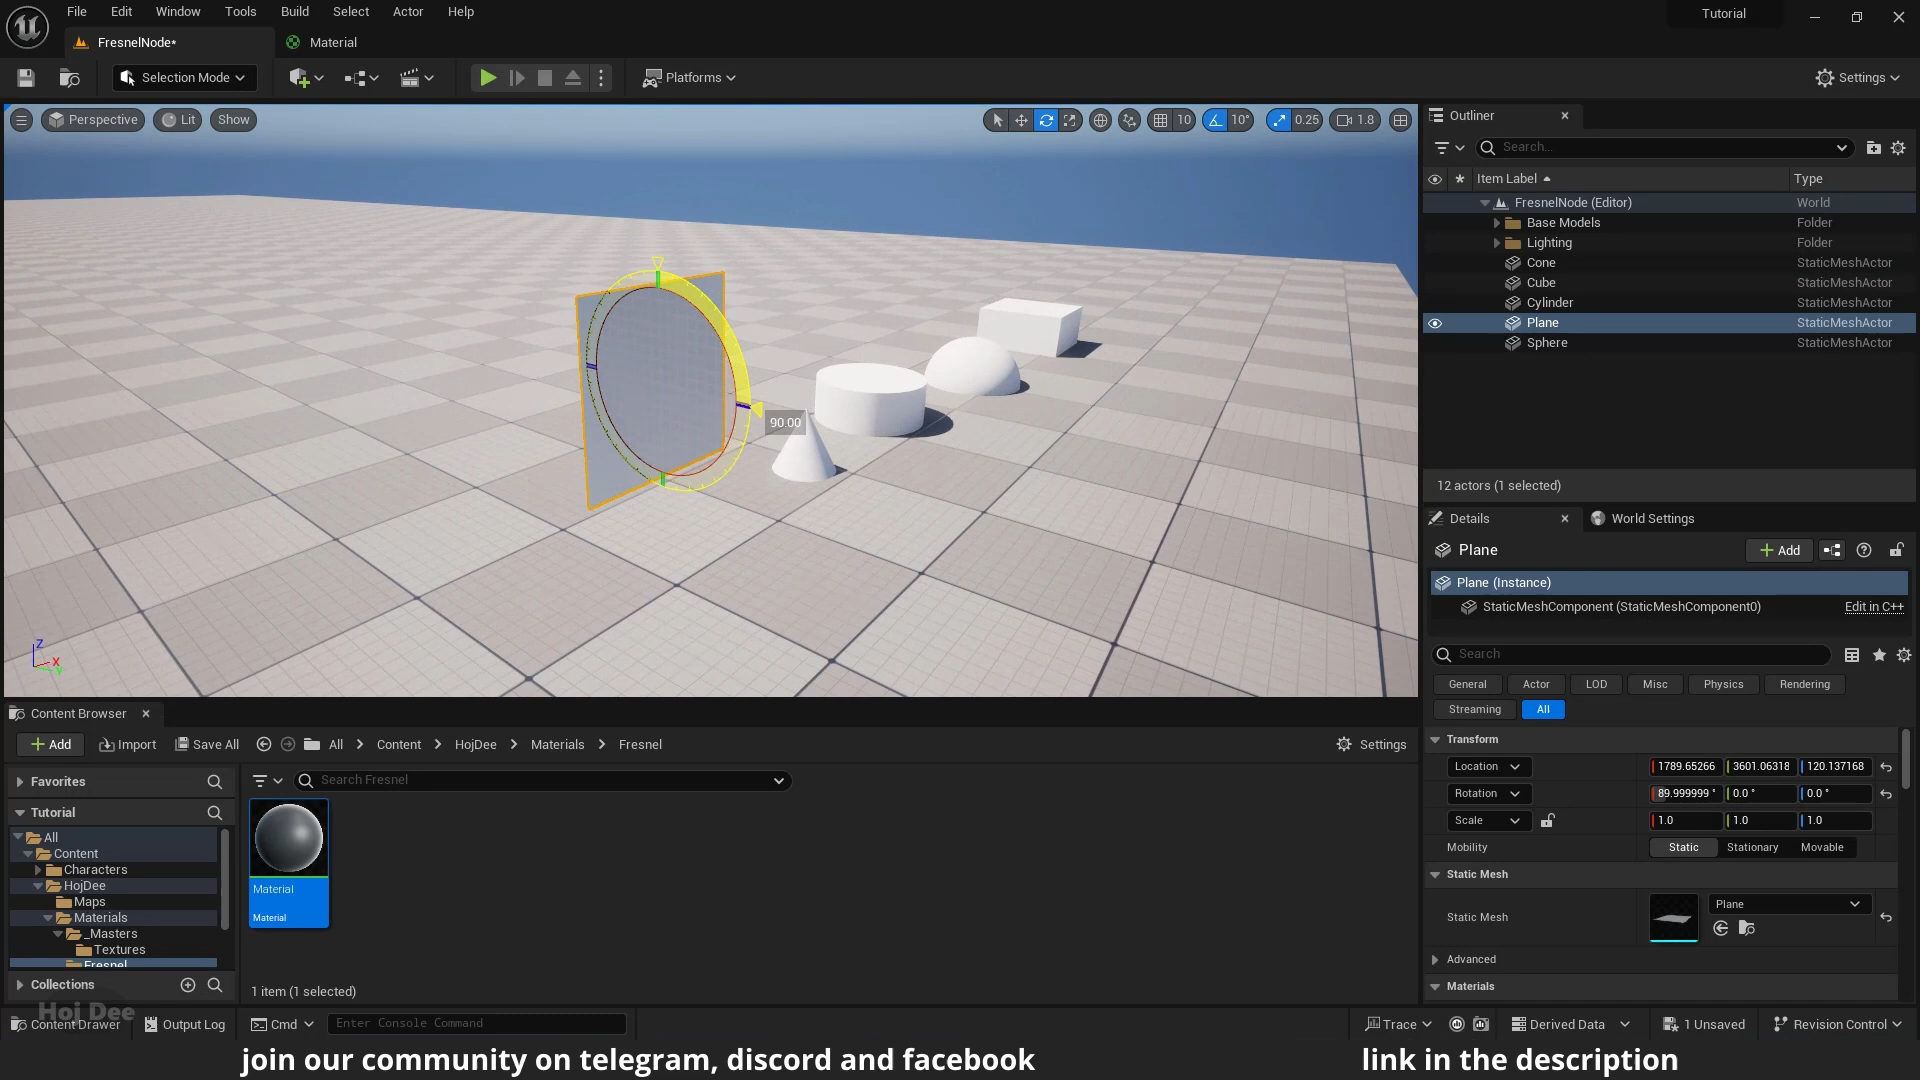 File Edit Window Tools Build Select Actor Help
Tutorial
FresnelNode*
Material
Selection Mode
Platforms
Settings
Perspective
Lit
Show
10
10°
0.25
1.8
90.00
Z
X
Y
Outliner
Search...
Item Label
Type
FresnelNode (Editor) World
Base Models Folder
Lighting Folder
Cone StaticMeshActor
Cube StaticMeshActor
Cylinder StaticMeshActor
Plane StaticMeshActor
Sphere StaticMeshActor
12 actors (1 selected)
Details
World Settings
Plane
Add
Plane (Instance)
StaticMeshComponent (StaticMeshComponent0) Edit in C++
Search
General Actor LOD Misc Physics Rendering
Streaming All
Transform
Location 1789.65266 3601.06318 120.137168
Rotation 89.999999 ° 0.0 ° 0.0 °
Scale 1.0 1.0 1.0
Mobility Static Stationary Movable
Static Mesh
Static Mesh Plane
Advanced
Materials
Content Browser
Add Import Save All All Content HojDee Materials Fresnel Settings
Favorites
Search Fresnel
Tutorial
All
Content
Characters
HojDee
Maps
Materials
_Masters
Textures
Fresnel
Collections
Material
Material
1 item (1 selected)
Hoj Dee
Content Drawer Output Log Cmd Enter Console Command Trace Derived Data 1 Unsaved Revision Control
join our community on telegram, discord and facebook link in the description